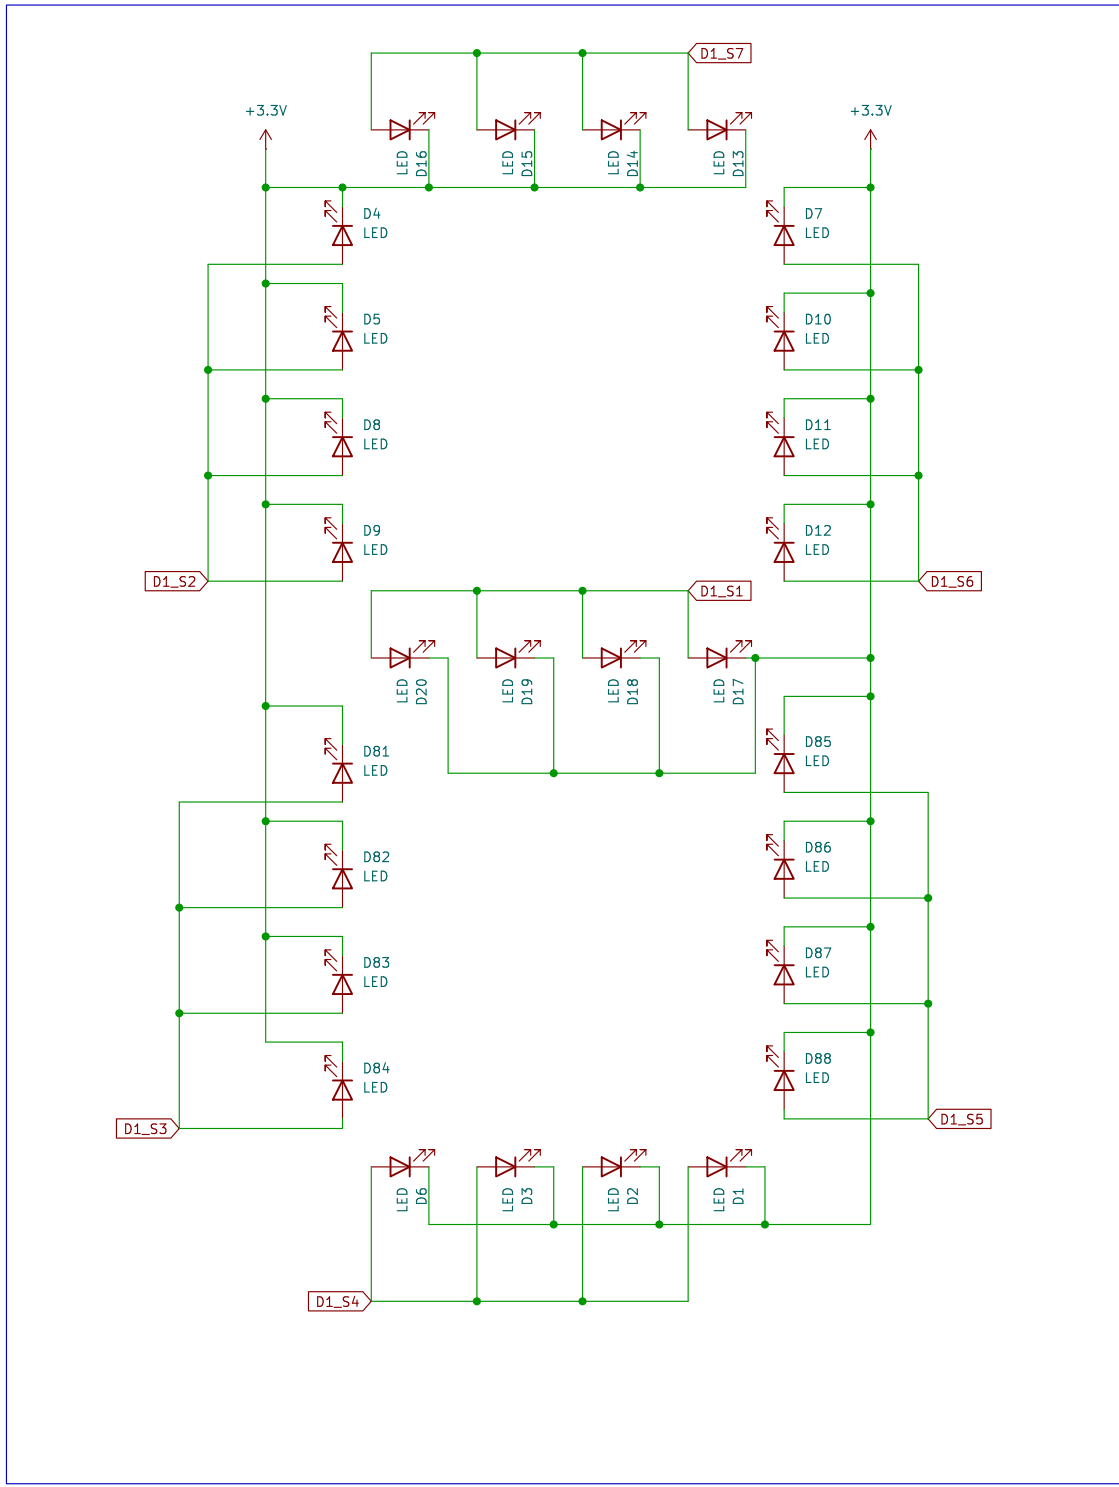 D1_S7
+3.3V
+3.3V
LED
D16
LED
D15
LED
D14
LED
D13
D4
LED
D7
LED
D5
LED
D10
LED
D8
LED
D11
LED
D9
LED
D12
LED
D1_S2
D1_S6
D1_S1
LED
D20
LED
D19
LED
D18
LED
D17
D81
LED
D85
LED
D82
LED
D86
LED
D83
LED
D87
LED
D84
LED
D88
LED
D1_S3
D1_S5
LED
D6
LED
D3
LED
D2
LED
D1
D1_S4